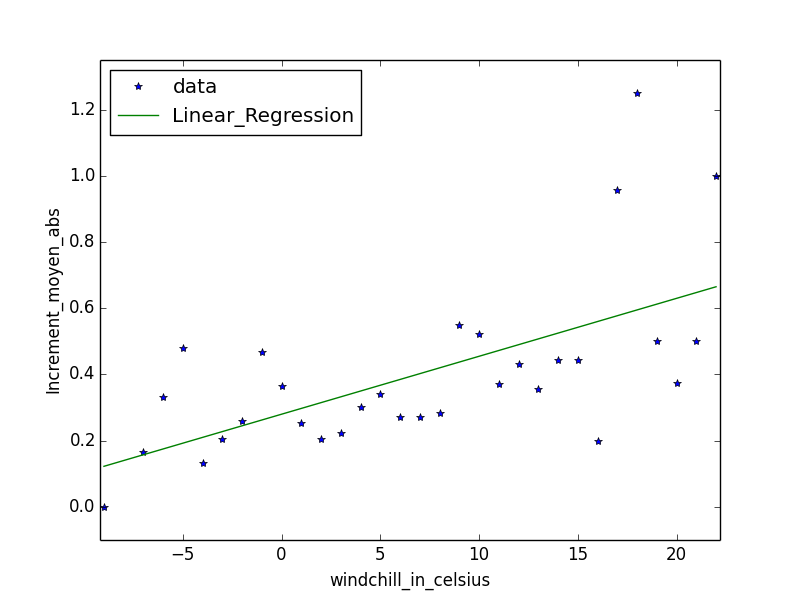 data
Linear_Regression
1.2
1.0
0.8
0.6
0.4
0.2
0.0
Increment_moyen_abs
−5 0 5 10 15 20
windchill_in_celsius